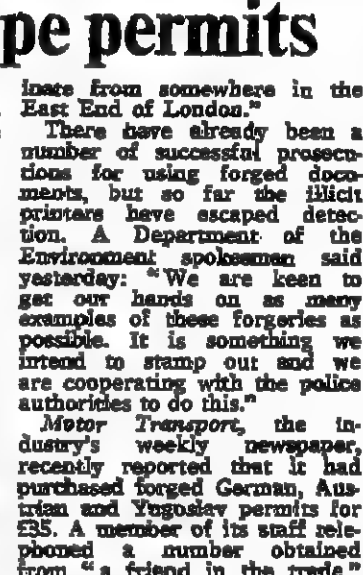 pe permits
inate from somewhere in the
East End of London."
There have already been a
number of successful prosecu-
tions for using forged docu-
ments, but so far the illicit
printers have escaped detec-
tion. A Department of the
Environment spokesman said
yesterday: "We are keen to
get our hands on as many
examples of these forgeries as
possible. It is something we
intend to stamp out and we
are cooperating with the police
authorities to do this."
Motor Transport, the in-
dustry's weekly newspaper,
recently reported that it had
purchased forged German, Aus-
trian and Yugoslav permits for
£35. A member of its staff tele-
phoned a number obtained
from "a friend in the trade"